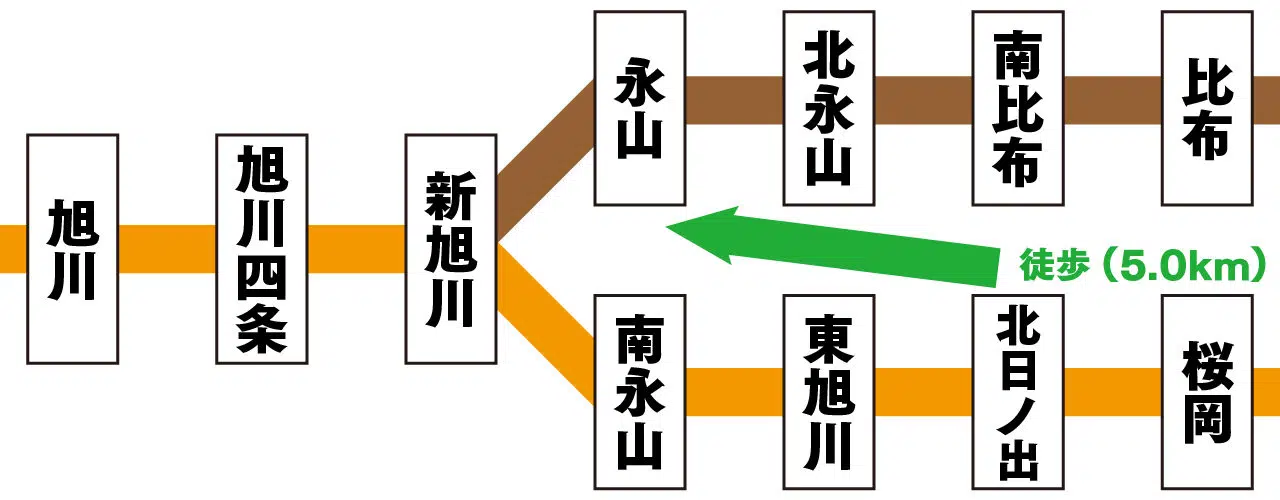 旭川
旭川四条
新旭川
永山
北永山
南比布
比布
徒歩（5.0km）
南永山
東旭川
北日ノ出
桜岡